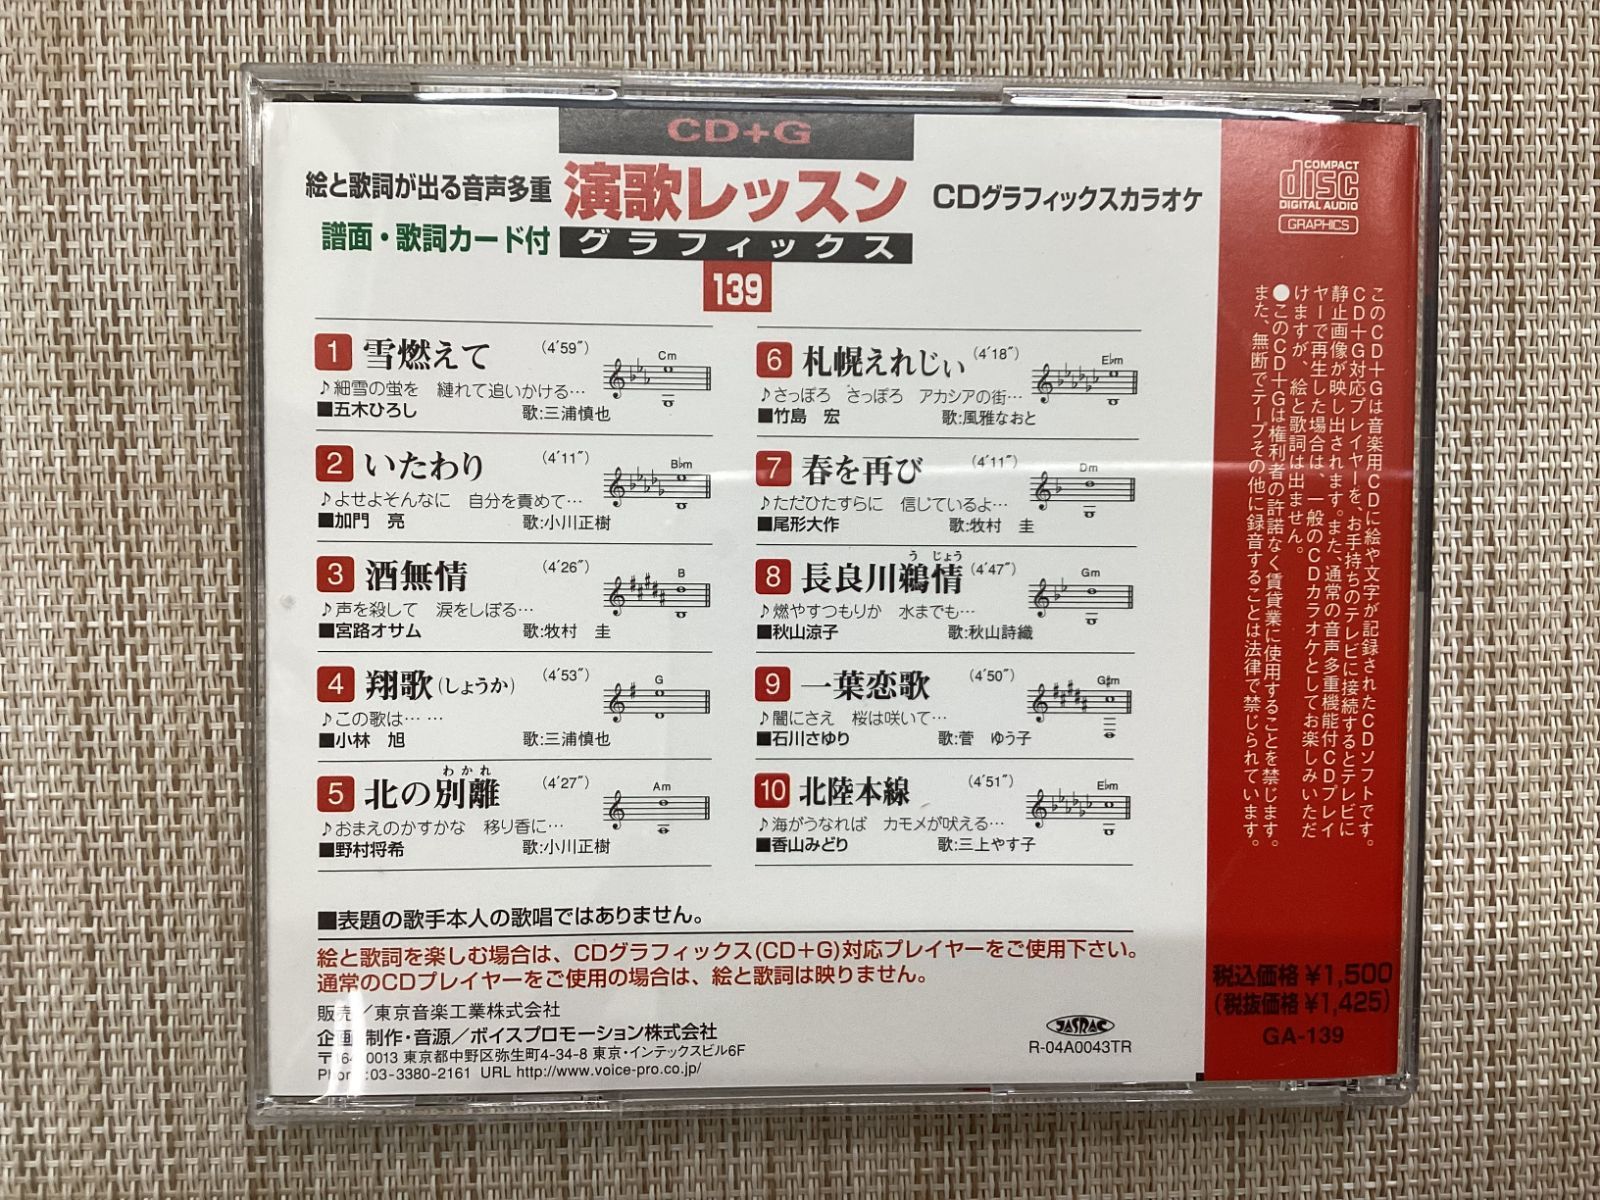 CD+G
絵と歌詞が出る音声多重
演歌レッスン
CDグラフィックスカラオケ
譜面・歌詞カード付
グラフィックス
139
1 雪燃えて (4′59″) Cm
♪細雪の蛍を 縺れて追いかける…
■五木ひろし 歌:三浦慎也
2 いたわり (4′11″) B♭m
♪よせよそんなに 自分を責めて…
■加門 亮 歌:小川正樹
3 酒無情 (4′26″) B
♪声を殺して 涙をしぼる…
■宮路オサム 歌:牧村 圭
4 翔歌(しょうか) (4′53″) G
♪この歌は… …
■小林 旭 歌:三浦慎也
わかれ
5 北の別離 (4′27″) Am
♪おまえのかすかな 移り香に…
■野村将希 歌:小川正樹
6 札幌えれじぃ (4′18″) E♭m
♪さっぽろ さっぽろ アカシアの街…
■竹島 宏 歌:風雅なおと
7 春を再び (4′11″) Dm
♪ただひたすらに 信じているよ…
■尾形大作 歌:牧村 圭
う じょう
8 長良川鵜情 (4′47″) Gm
♪燃やすつもりか 水までも…
■秋山涼子 歌:秋山詩織
9 一葉恋歌 (4′50″) G♯m
♪闇にさえ 桜は咲いて…
■石川さゆり 歌:菅 ゆう子
10 北陸本線 (4′51″) E♭m
♪海がうなれば カモメが吠える…
■香山みどり 歌:三上やす子
■表題の歌手本人の歌唱ではありません。
絵と歌詞を楽しむ場合は、CDグラフィックス(CD+G)対応プレイヤーをご使用下さい。
通常のCDプレイヤーをご使用の場合は、絵と歌詞は映りません。
販売/東京音楽工業株式会社
企画・制作・音源/ボイスプロモーション株式会社
〒164-0013 東京都中野区弥生町4-34-8 東京・インテックスビル6F
Phone:03-3380-2161 URL http://www.voice-pro.co.jp/
JASRAC
R-04A0043TR
COMPACT
disc
DIGITAL AUDIO
GRAPHICS
このCD+Gは音楽用CDに絵や文字が記録されたCDソフトです。
CD+G対応プレイヤーを、お手持ちのテレビに接続するとテレビに
静止画像が映し出されます。また、通常の音声多重機能付CDプレイ
ヤーで再生した場合は、一般のCDカラオケとしてお楽しみいただ
けますが、絵と歌詞は出ません。
●このCD+Gは権利者の許諾なく賃貸業に使用することを禁じます。
また、無断でテープその他に録音することは法律で禁じられています。
税込価格¥1,500
(税抜価格¥1,425)
GA-139